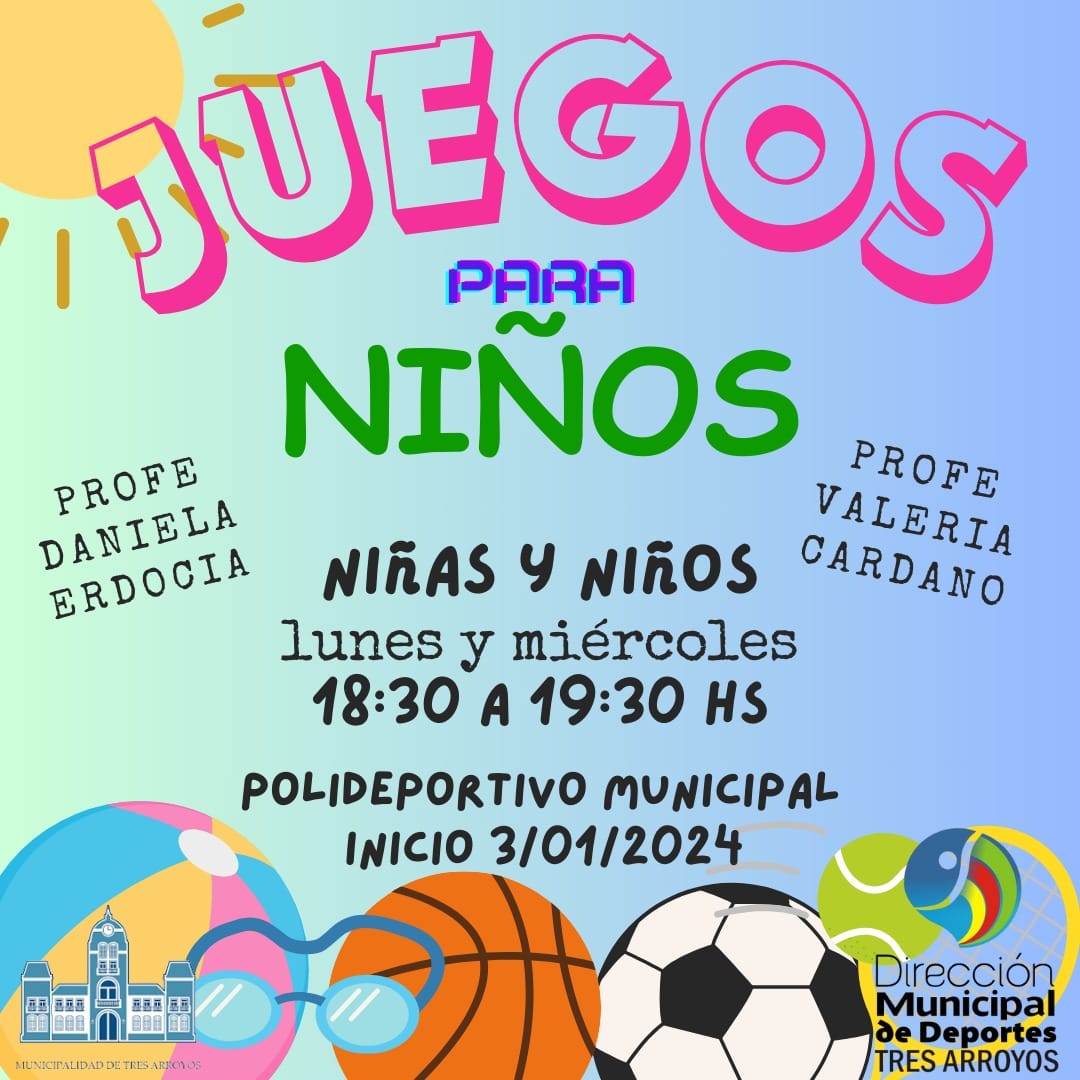 JUEGOS
PARA
NIÑOS
PROFE
DANIELA
ERDOCIA
PROFE
VALERIA
CARDANO
NIÑAS Y NIÑOS
lunes y miércoles
18:30 A 19:30 HS
POLIDEPORTIVO MUNICIPAL
INICIO 3/01/2024
MUNICIPALIDAD DE TRES ARROYOS
Dirección
Municipal
de Deportes
TRES ARROYOS